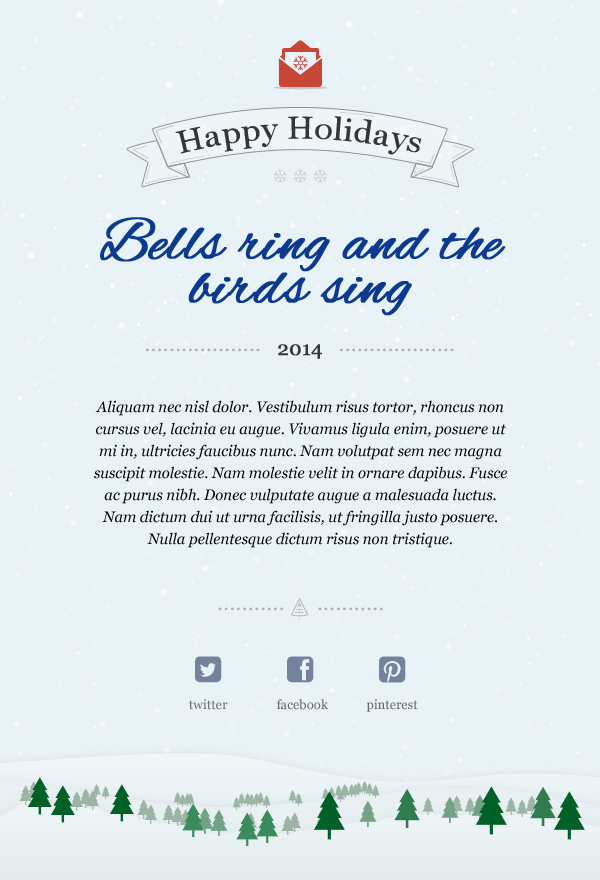 Happy Holidays
Bells ring and the
birds sing
2014
Aliquam nec nisl dolor. Vestibulum risus tortor, rhoncus non
cursus vel, lacinia eu augue. Vivamus ligula enim, posuere ut
mi in, ultricies faucibus nunc. Nam volutpat sem nec magna
suscipit molestie. Nam molestie velit in ornare dapibus. Fusce
ac purus nibh. Donec vulputate augue a malesuada luctus.
Nam dictum dui ut urna facilisis, ut fringilla justo posuere.
Nulla pellentesque dictum risus non tristique.
twitter facebook pinterest